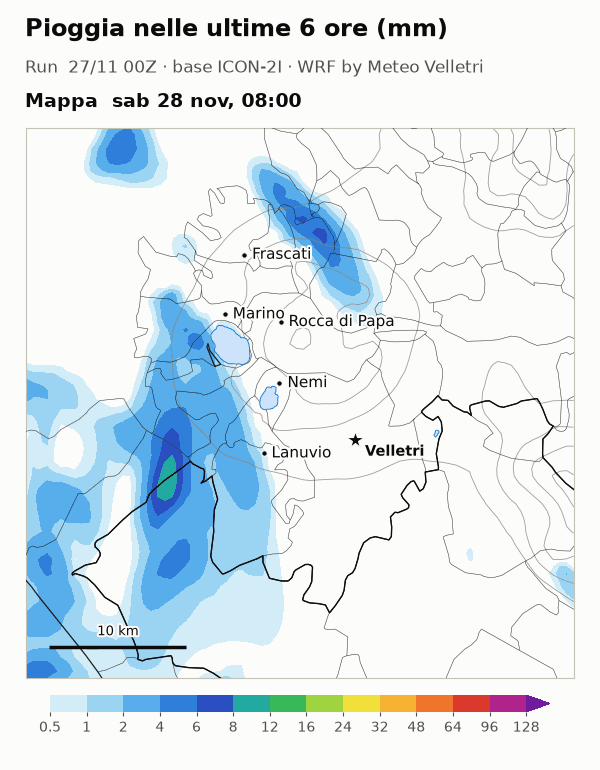 Pioggia nelle ultime 6 ore (mm)
Run  27/11 00Z · base ICON-2I · WRF by Meteo Velletri
Mappa  sab 28 nov, 08:00
Frascati
Marino
Rocca di Papa
Nemi
Velletri
Lanuvio
10 km
0.5 1 2 4 6 8 12 16 24 32 48 64 96 128